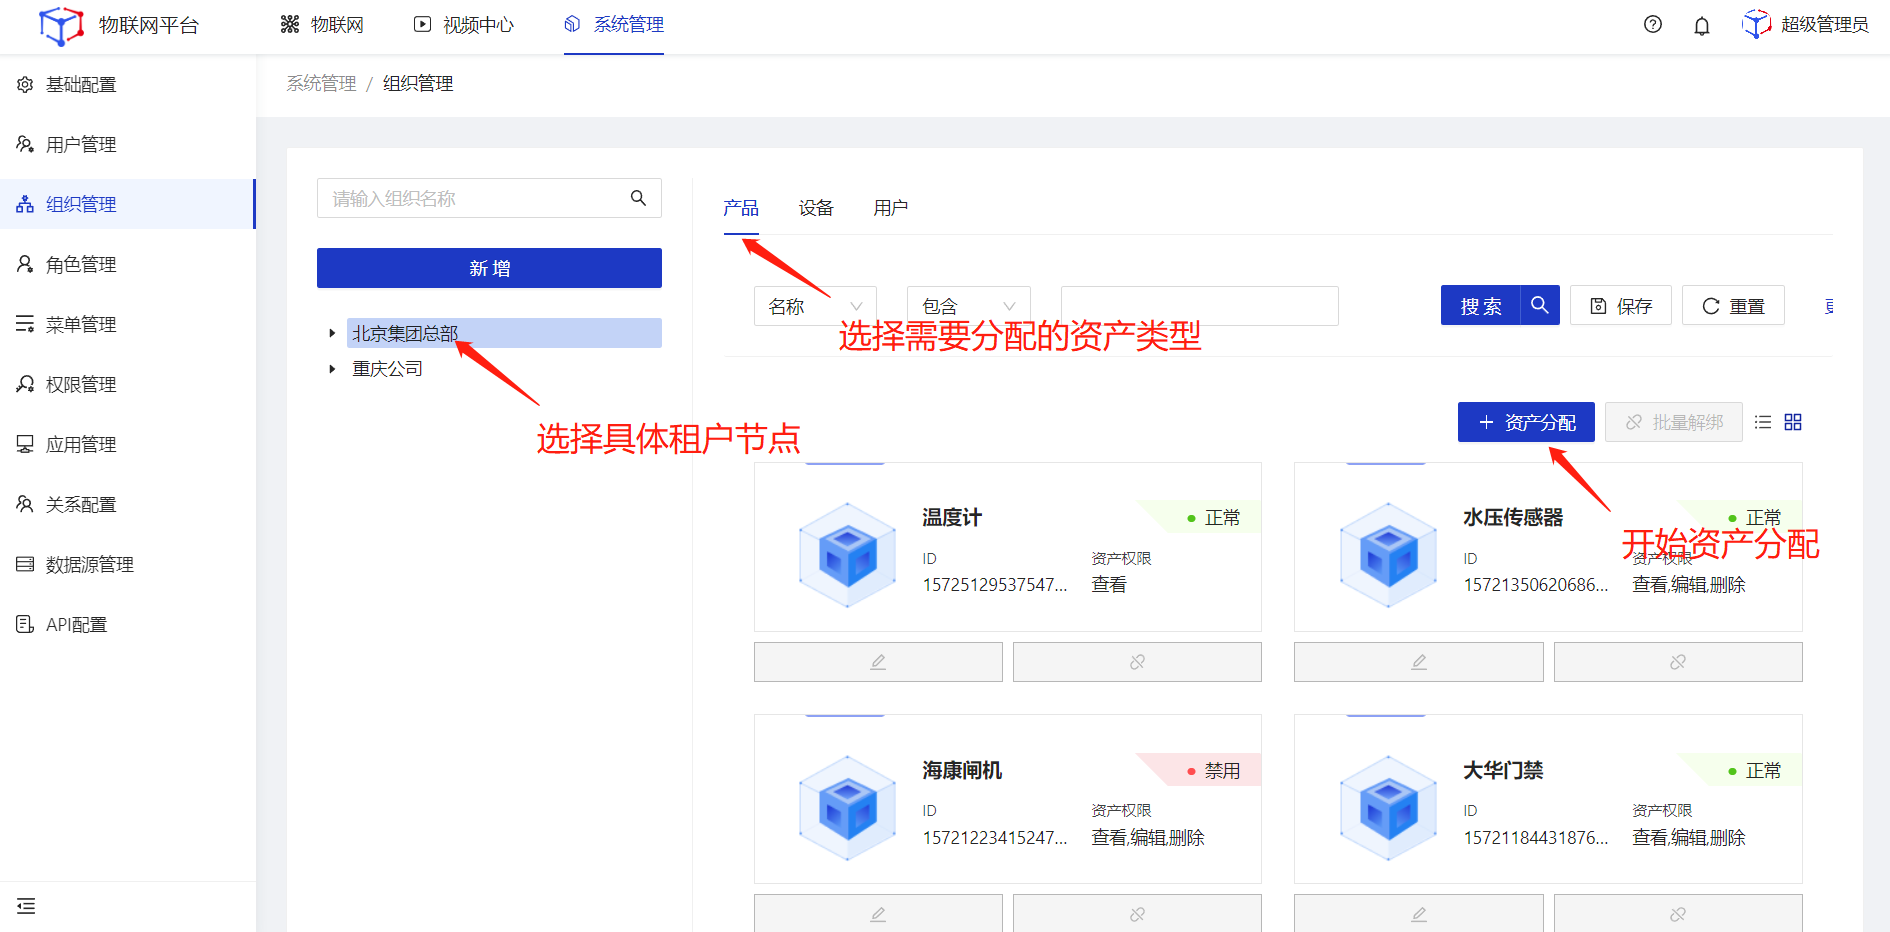 物联网平台
物联网
视频中心
系统管理
超级管理员
基础配置
用户管理
组织管理
角色管理
菜单管理
权限管理
应用管理
关系配置
数据源管理
API配置
系统管理 / 组织管理
请输入组织名称
新 增
北京集团总部
重庆公司
选择具体租户节点
产品
设备
用户
名称
包含
搜 索
保存
重置
选择需要分配的资产类型
资产分配
批量解绑
开始资产分配
温度计
正常
ID
资产权限
15725129537547...
查看
水压传感器
正常
ID
资产权限
15721350620686...
查看,编辑,删除
海康闸机
禁用
ID
资产权限
15721223415247...
查看,编辑,删除
大华门禁
正常
ID
资产权限
15721184431876...
查看,编辑,删除